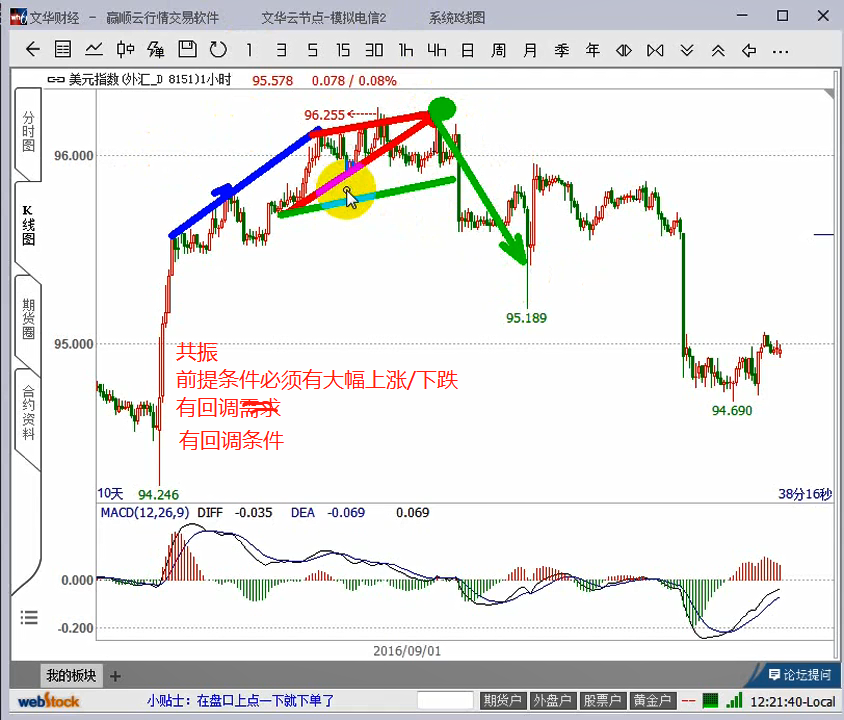 文华财经 - 赢顺云行情交易软件 文华云节点-模拟电信2 系统K线图
1 3 5 15 30 1h 4h 日 周 月 季 年
美元指数(外汇_D 8151)1小时 95.578 0.078 / 0.08%
分时图
K线图
期货圈
合约资料
96.255
96.000
95.189
95.000
共振
前提条件必须有大幅上涨/下跌
有回调需求
有回调条件
94.690
10天 94.246 38分16秒
MACD(12,26,9) DIFF -0.035 DEA -0.069 0.069
0.000
-0.200
2016/09/01
我的板块 +
论坛提问
webStock 小贴士: 在盘口上点一下就下单了 期货户 外盘户 股票户 黄金户 -- 12:21:40-Local